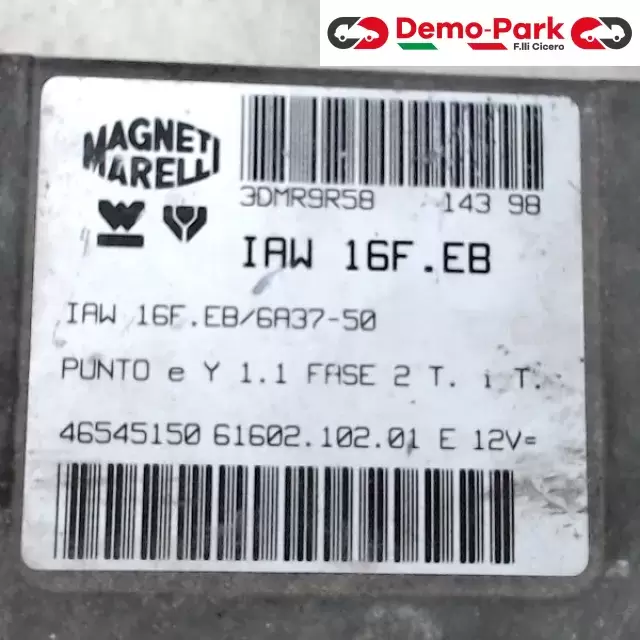 Demo-Park
F.lli Cicero
MAGNETI
MARELLI
3DMR9R58 143 98
IAW 16F.EB
IAW 16F.EB/6A37-50
PUNTO e Y 1.1 FASE 2 T. i T.
46545150 61602.102.01 E 12V=